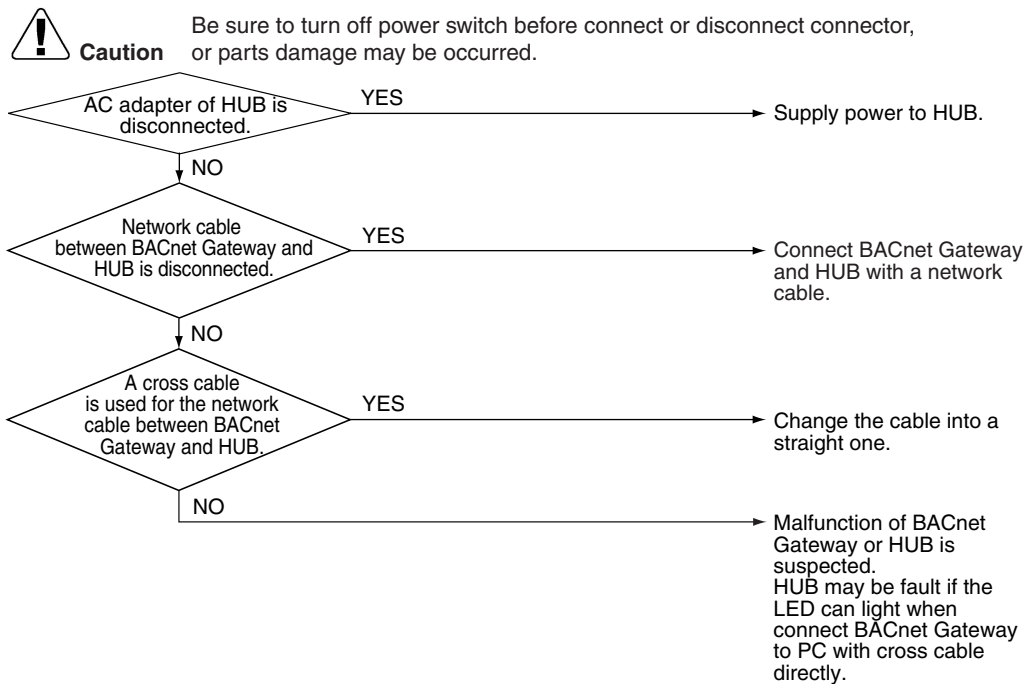 Be sure to turn off power switch before connect or disconnect connector,
Caution or parts damage may be occurred.
AC adapter of HUB is
disconnected.
YES
Supply power to HUB.
NO
Network cable
between BACnet Gateway and
HUB is disconnected.
YES
Connect BACnet Gateway
and HUB with a network
cable.
NO
A cross cable
is used for the network
cable between BACnet
Gateway and HUB.
YES
Change the cable into a
straight one.
NO
Malfunction of BACnet
Gateway or HUB is
suspected.
HUB may be fault if the
LED can light when
connect BACnet Gateway
to PC with cross cable
directly.